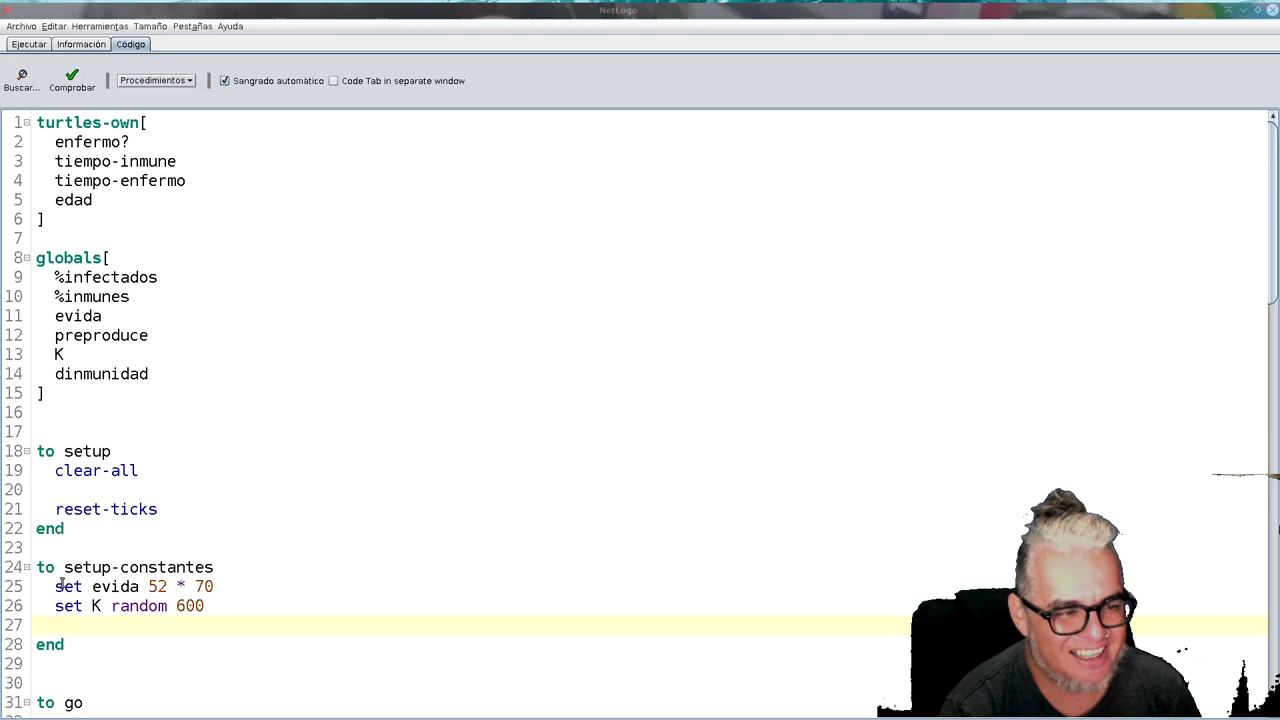 NetLogo
Archivo Editar Herramientas Tamaño Pestañas Ayuda
Ejecutar Información Código
Buscar... Comprobar Procedimientos Sangrado automático Code Tab in separate window
1 turtles-own[
2 enfermo?
3 tiempo-inmune
4 tiempo-enfermo
5 edad
6 ]
7
8 globals[
9 %infectados
10 %inmunes
11 evida
12 preproduce
13 K
14 dinmunidad
15 ]
16
17
18 to setup
19 clear-all
20
21 reset-ticks
22 end
23
24 to setup-constantes
25 set evida 52 * 70
26 set K random 600
27
28 end
29
30
31 to go